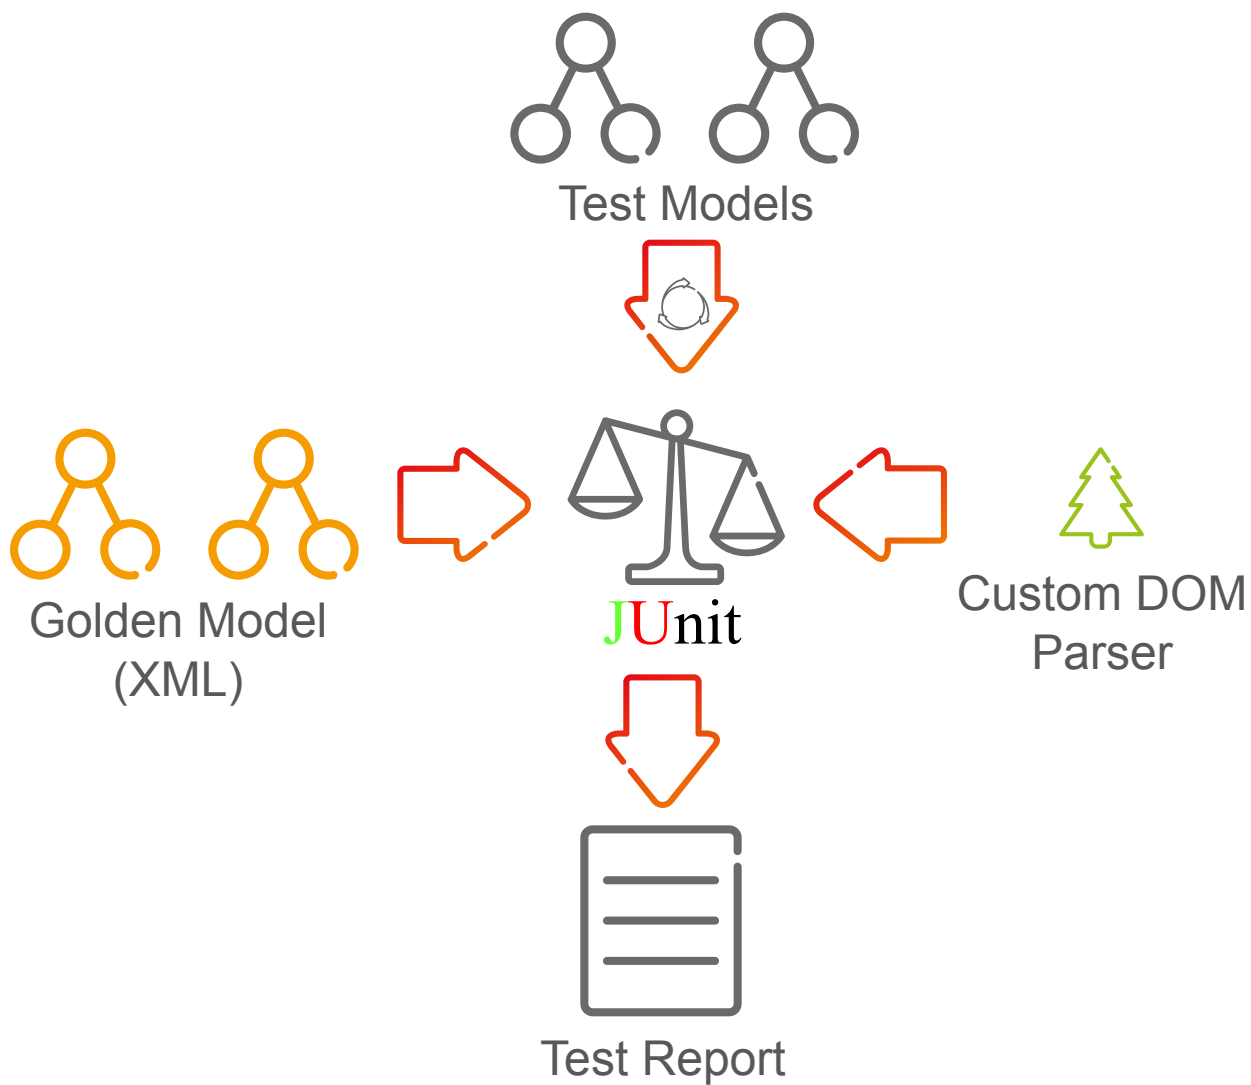 Test Models
Golden Model
(XML)
JUnit
Custom DOM
Parser
Test Report